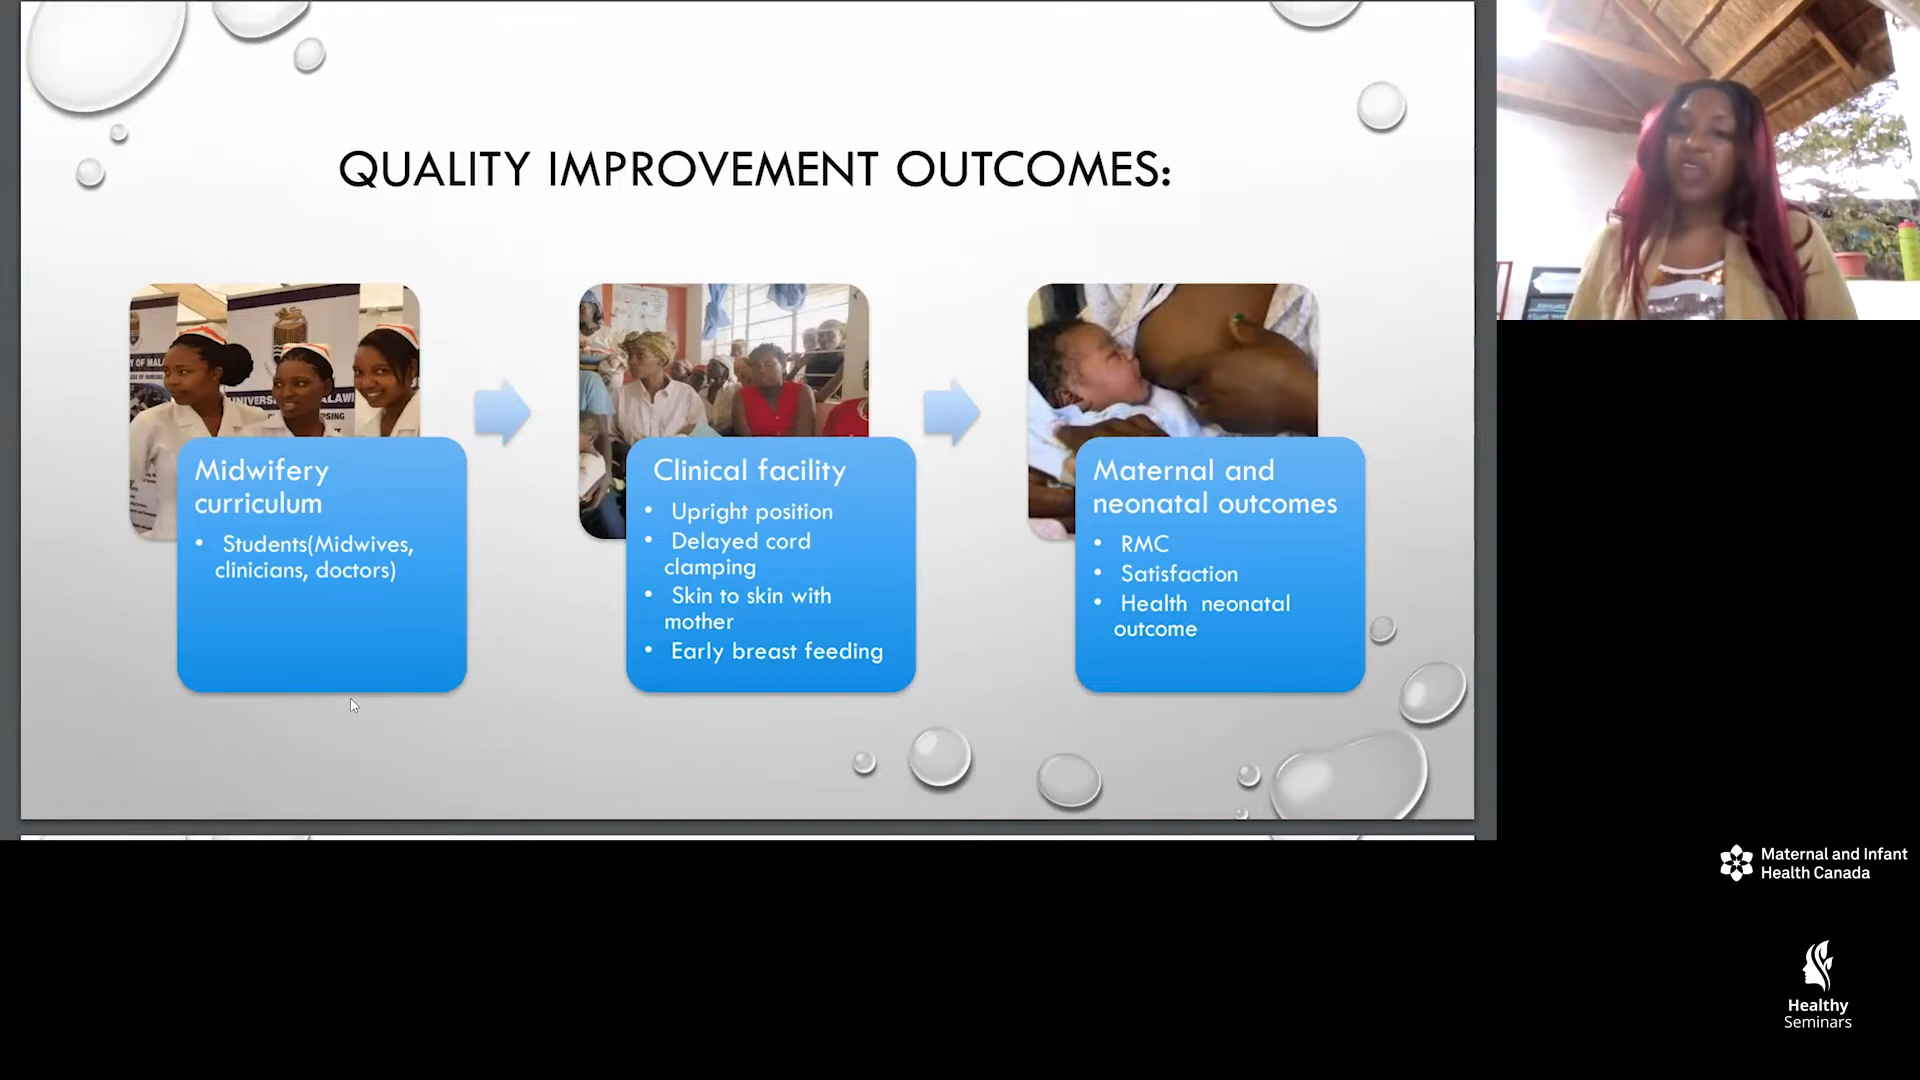 QUALITY IMPROVEMENT OUTCOMES:
Midwifery
curriculum
• Students(Midwives,
clinicians, doctors)
Clinical facility
• Upright position
• Delayed cord
clamping
• Skin to skin with
mother
• Early breast feeding
Maternal and
neonatal outcomes
• RMC
• Satisfaction
• Health neonatal
outcome
Maternal and Infant
Health Canada
Healthy
Seminars